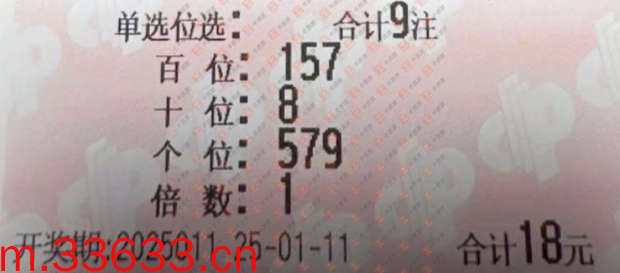 单选位选: 合计9注
百 位: 157
十 位: 8
个 位: 579
倍 数: 1
开奖期: 2025011 25-01-11 合计18元
m.33633.cn